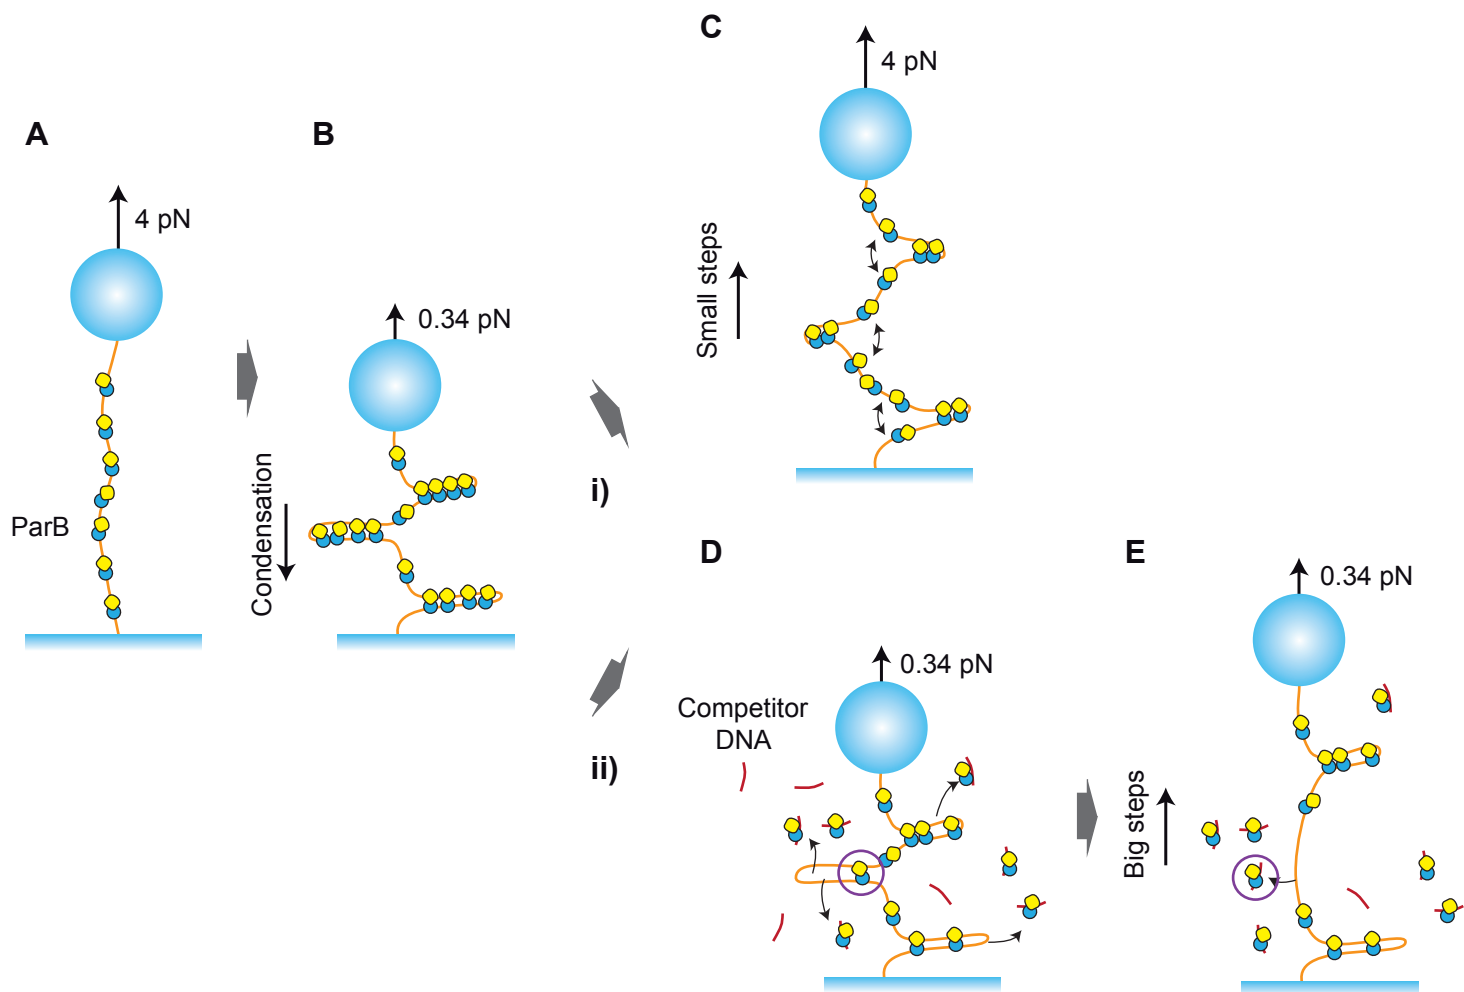 A
4 pN
ParB
B
0.34 pN
Condensation
i)
ii)
C
4 pN
Small steps
D
0.34 pN
Competitor
DNA
E
0.34 pN
Big steps